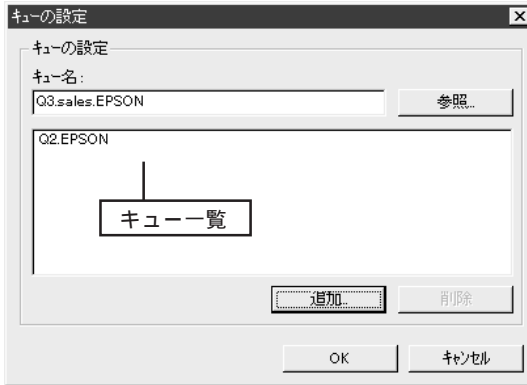 キューの設定
キューの設定
キュー名:
Q3.sales.EPSON
参照...
Q2.EPSON
キュー一覧
追加...
削除
OK
キャンセル